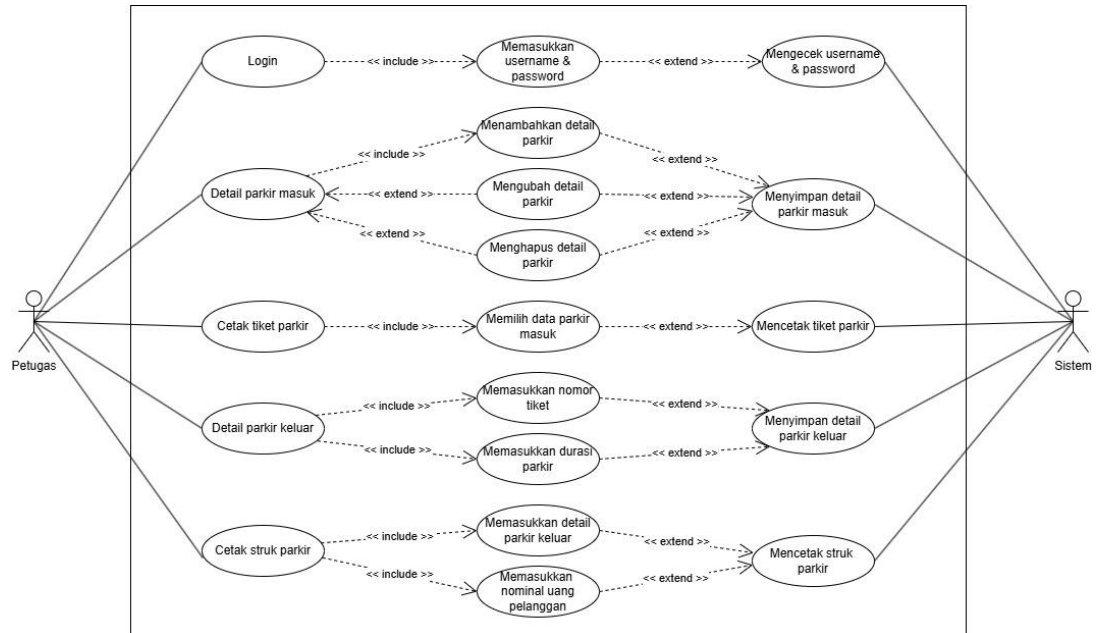 Login
<< include >>
Memasukkan
username &
password
<< extend >>
Mengecek username
& password
Detail parkir masuk
<< include >>
<< extend >>
<< extend >>
Menambahkan detail
parkir
Mengubah detail
parkir
Menghapus detail
parkir
<< extend >>
<< extend >>
<< extend >>
Menyimpan detail
parkir masuk
Petugas
Cetak tiket parkir
<< include >>
Memilih data parkir
masuk
<< extend >>
Mencetak tiket parkir
Sistem
Detail parkir keluar
<< include >>
<< include >>
Memasukkan nomor
tiket
Memasukkan durasi
parkir
<< extend >>
<< extend >>
Menyimpan detail
parkir keluar
Cetak struk parkir
<< include >>
<< include >>
Memasukkan detail
parkir keluar
Memasukkan
nominal uang
pelanggan
<< extend >>
<< extend >>
Mencetak struk
parkir